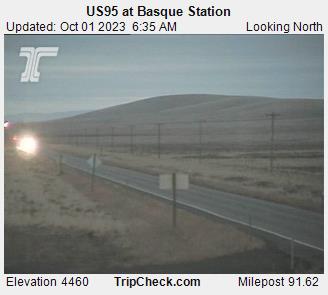 US95 at Basque Station
Updated: Oct 01 2023 6:35 AM Looking North
Elevation 4460 TripCheck.com Milepost 91.62